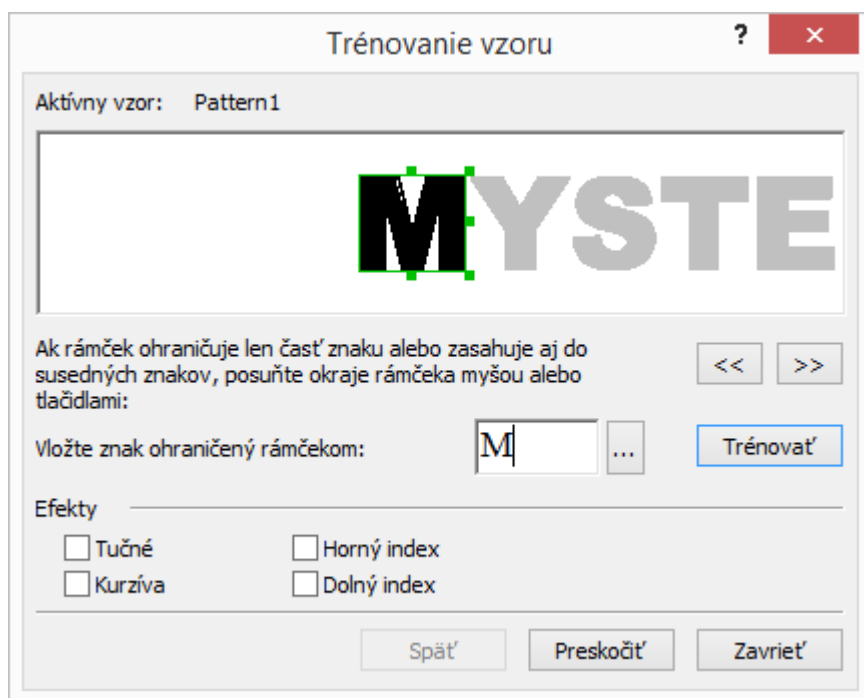 Trénovanie vzoru
?
×
Aktívny vzor: Pattern1
MYSTE
Ak rámček ohraničuje len časť znaku alebo zasahuje aj do
susedných znakov, posuňte okraje rámčeka myšou alebo
tlačidlami:
<< >>
Vložte znak ohraničený rámčekom: M ... Trénovať
Efekty
Tučné Horný index
Kurzíva Dolný index
Späť Preskočiť Zavrieť